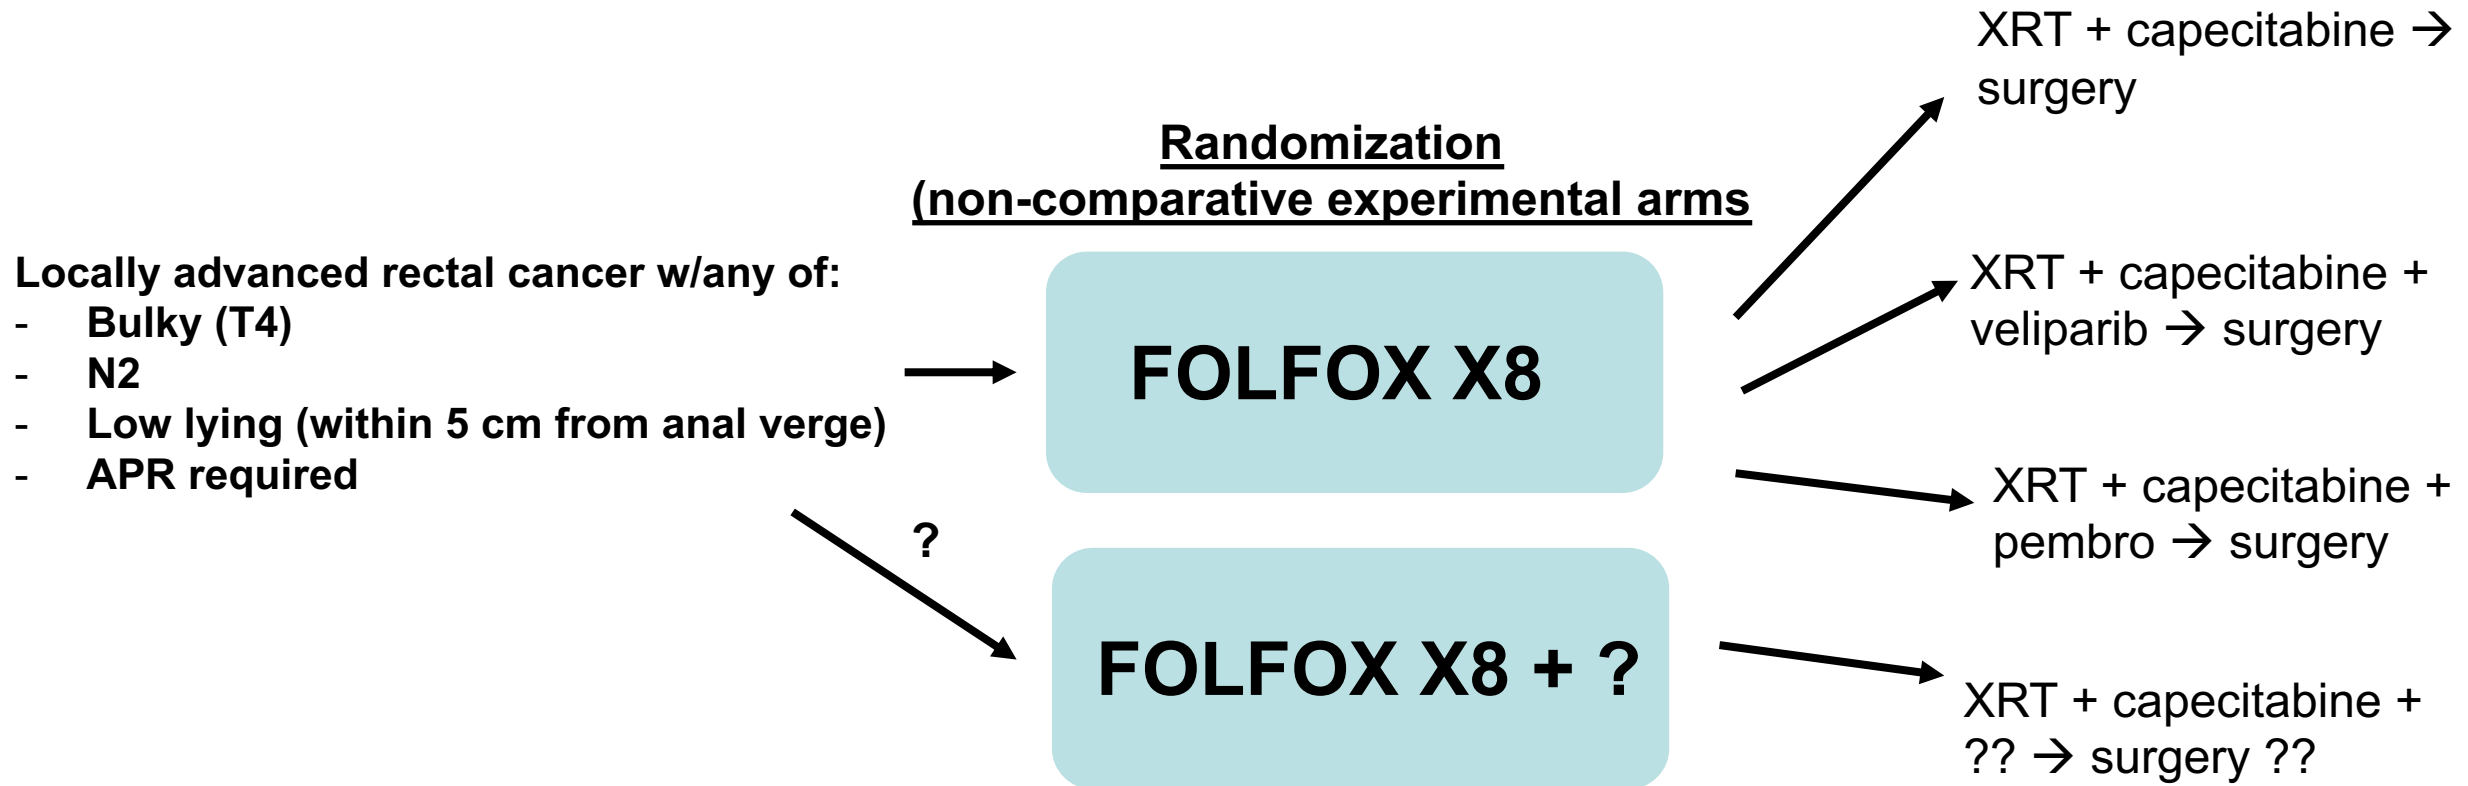 Randomization
(non-comparative experimental arms
Locally advanced rectal cancer w/any of:
- Bulky (T4)
- N2
- Low lying (within 5 cm from anal verge)
- APR required
?
FOLFOX X8
FOLFOX X8 + ?
XRT + capecitabine →
surgery
XRT + capecitabine +
veliparib → surgery
XRT + capecitabine +
pembro → surgery
XRT + capecitabine +
?? → surgery ??